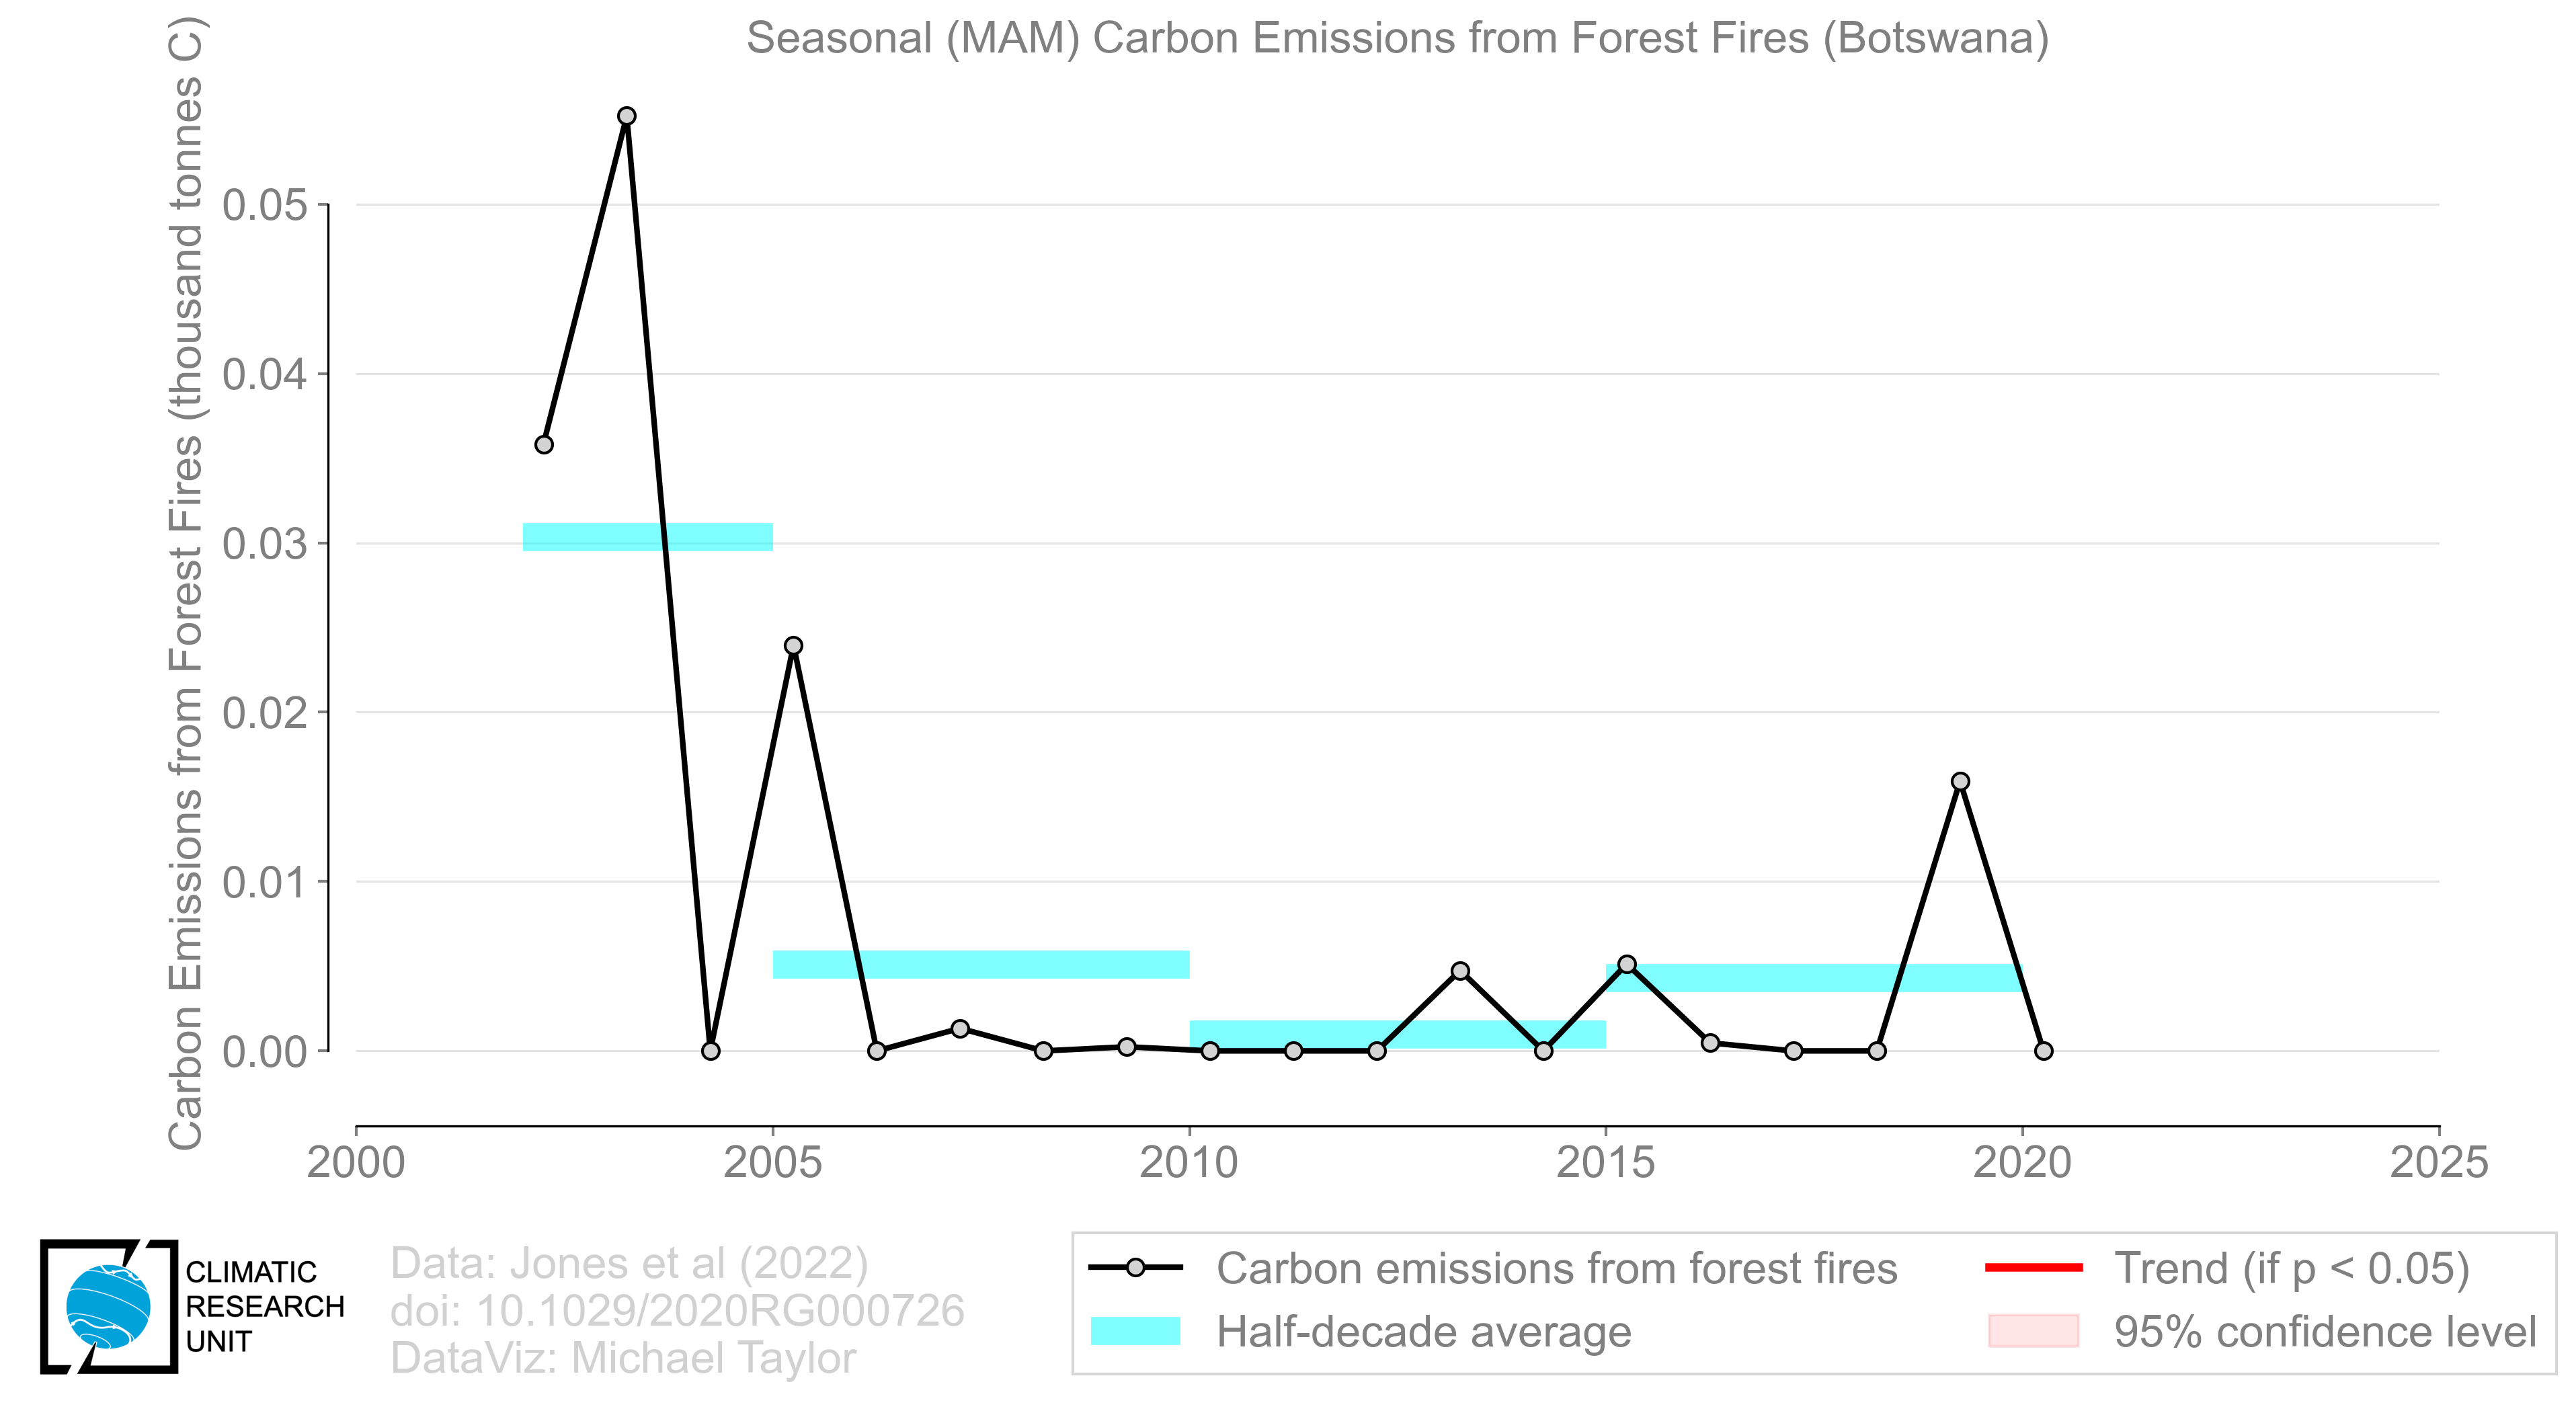 Seasonal (MAM) Carbon Emissions from Forest Fires (Botswana)
Carbon Emissions from Forest Fires (thousand tonnes C)
0.05
0.04
0.03
0.02
0.01
0.00
2000
2005
2010
2015
2020
2025
CLIMATIC
RESEARCH
UNIT
Data: Jones et al (2022)
doi: 10.1029/2020RG000726
DataViz: Michael Taylor
Carbon emissions from forest fires
Half-decade average
Trend (if p < 0.05)
95% confidence level